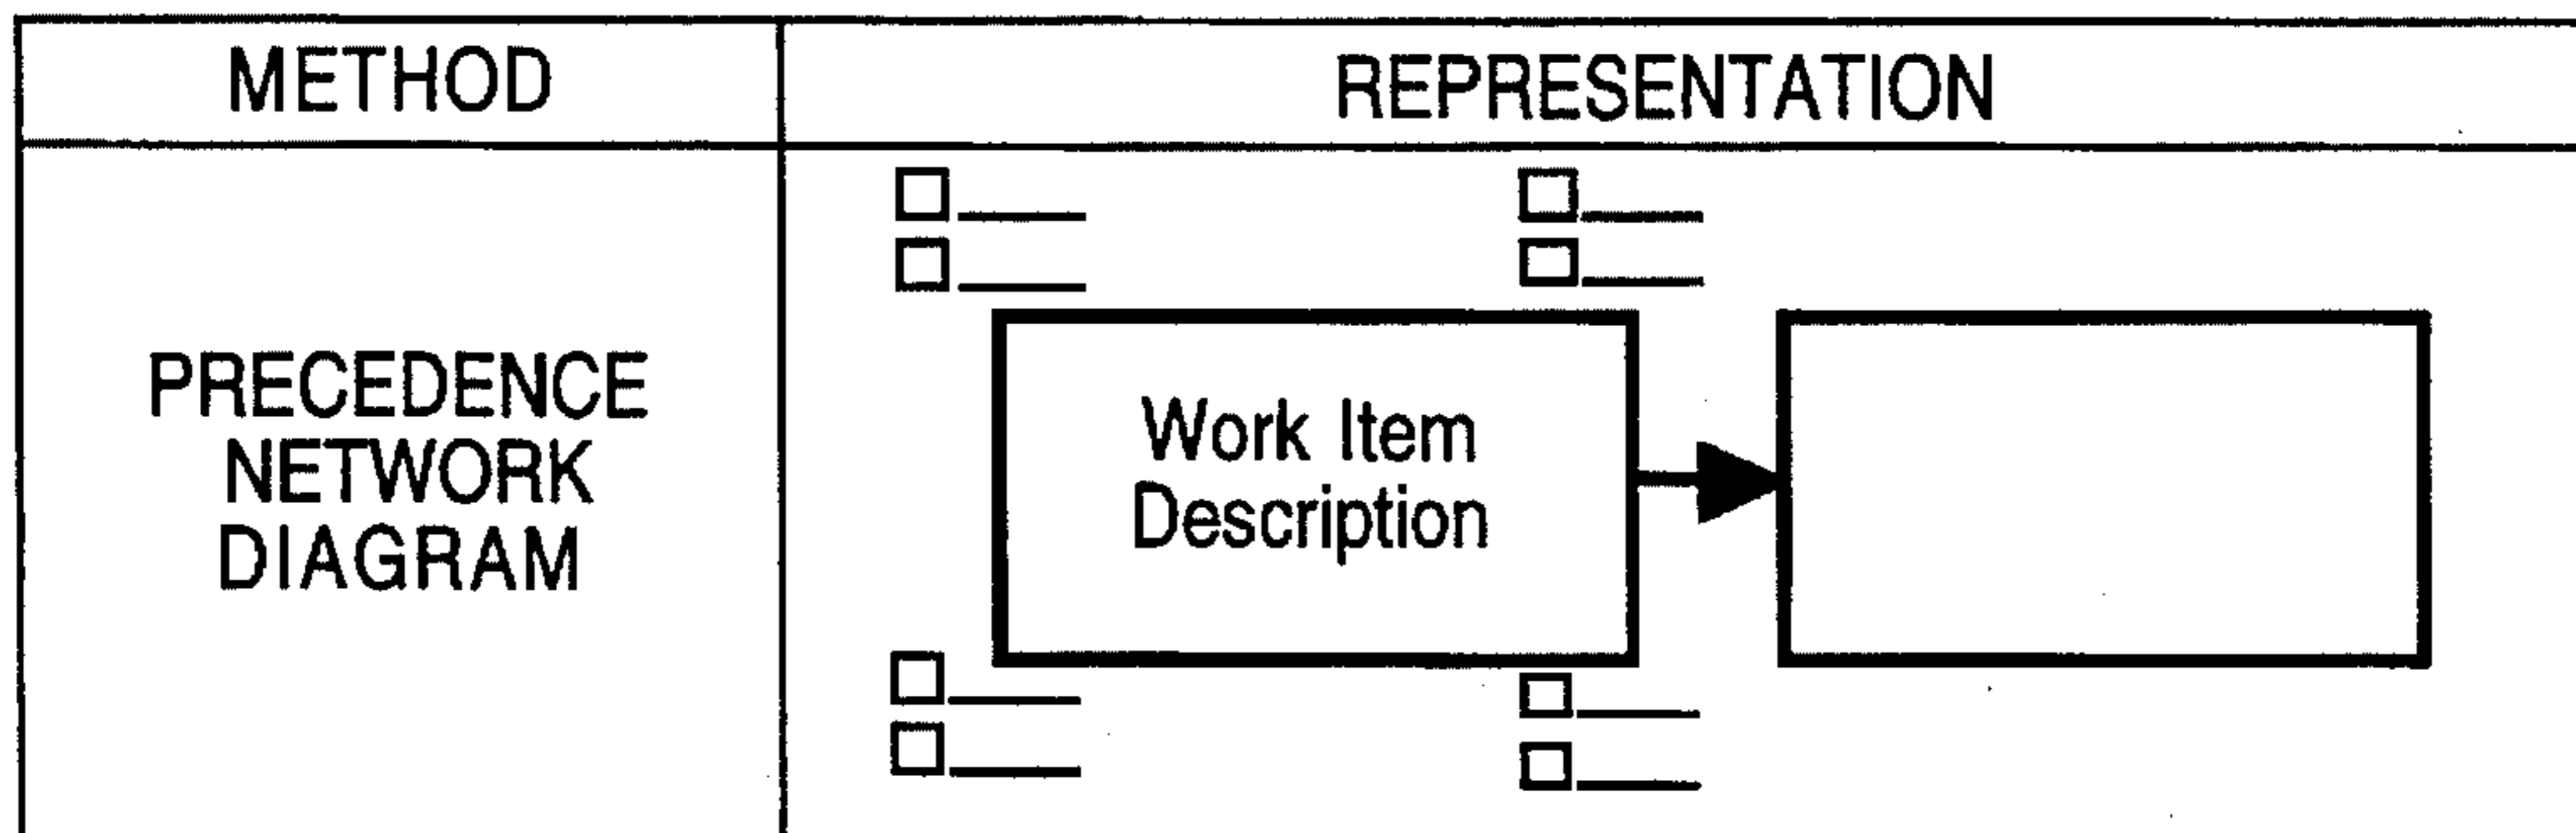 METHOD
REPRESENTATION
PRECEDENCE
NETWORK
DIAGRAM
Work Item
Description